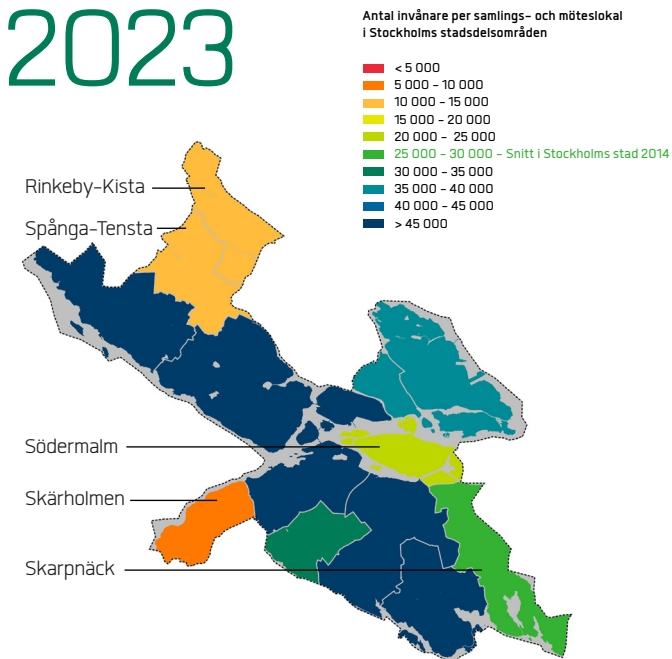 2023
Antal invånare per samlings- och möteslokal
i Stockholms stadsdelsområden
< 5 000
5 000 - 10 000
10 000 - 15 000
15 000 - 20 000
20 000 - 25 000
25 000 - 30 000 - Snitt i Stockholms stad 2014
30 000 - 35 000
35 000 - 40 000
40 000 - 45 000
> 45 000
Rinkeby-Kista
Spånga-Tensta
Södermalm
Skärholmen
Skarpnäck